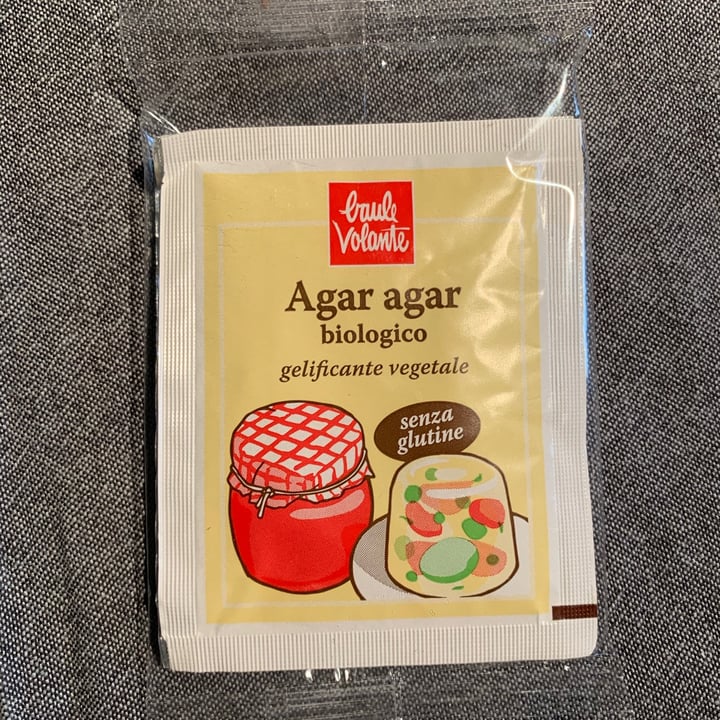 baule
Volante
Agar agar
biologico
gelificante vegetale
senza
glutine